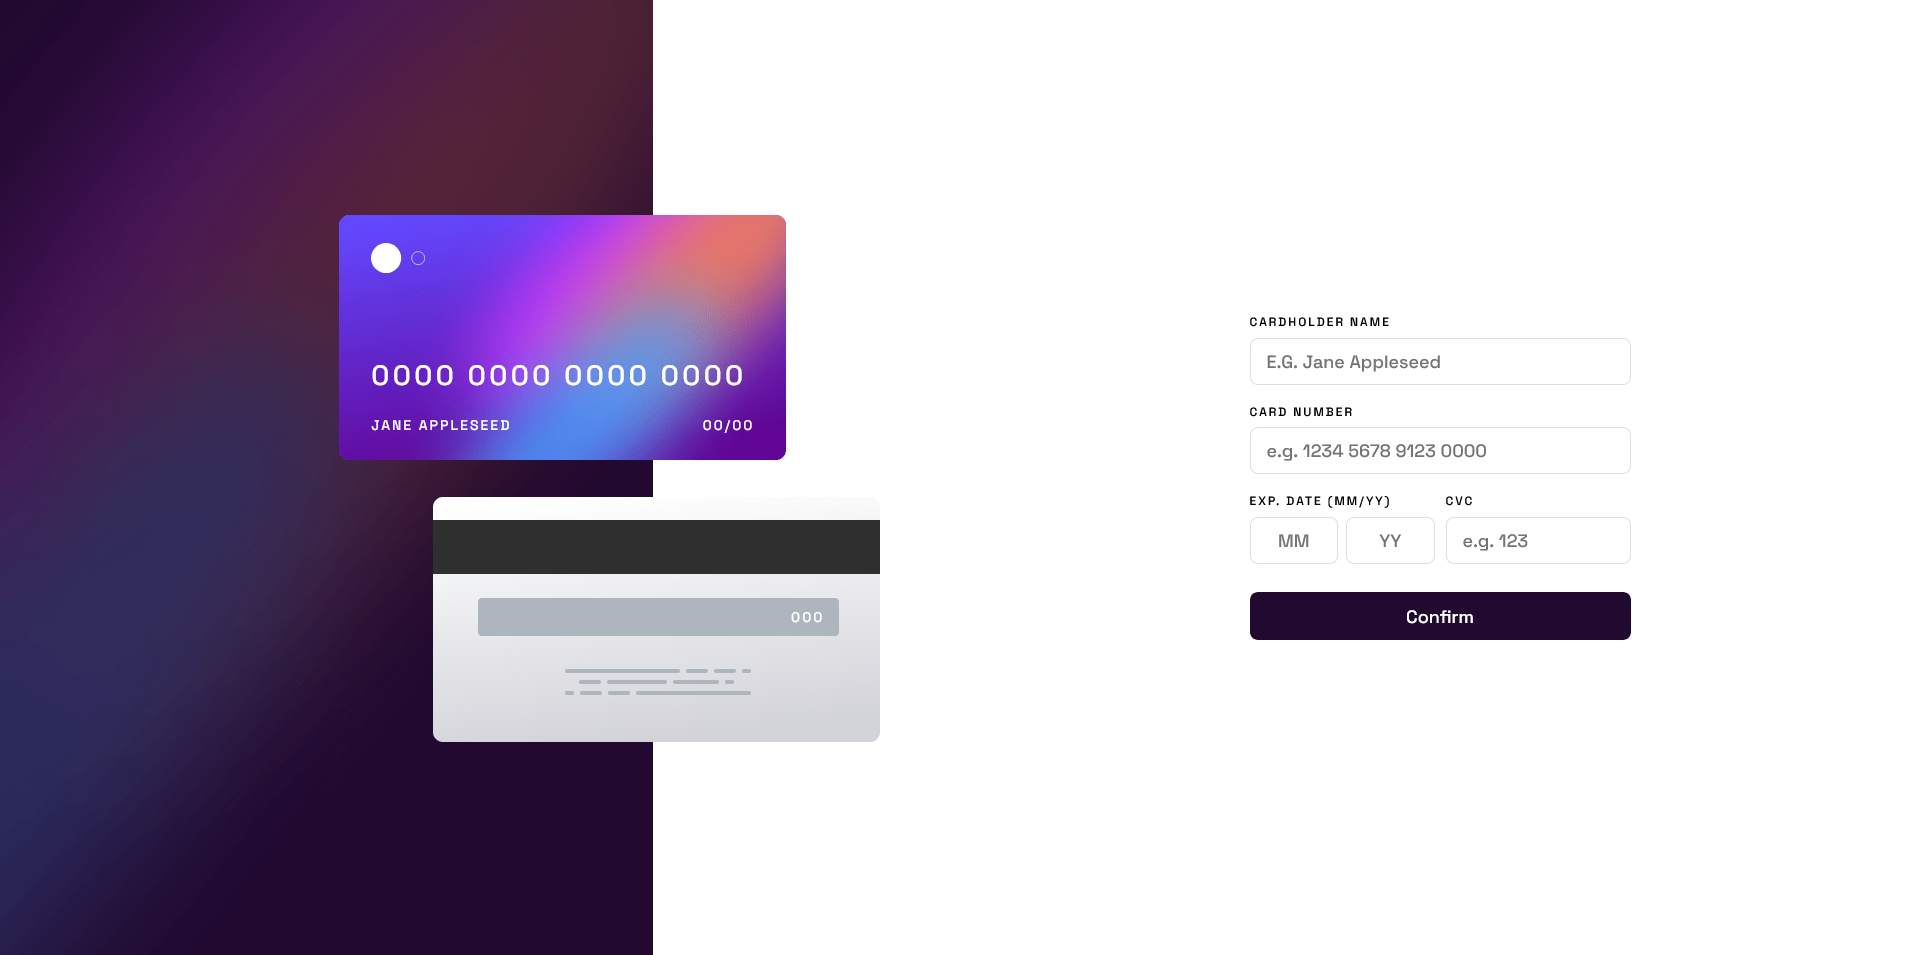 0000 0000 0000 0000
JANE APPLESEED 00/00
000
CARDHOLDER NAME
E.G. Jane Appleseed
CARD NUMBER
e.g. 1234 5678 9123 0000
EXP. DATE (MM/YY) CVC
MM YY e.g. 123
Confirm